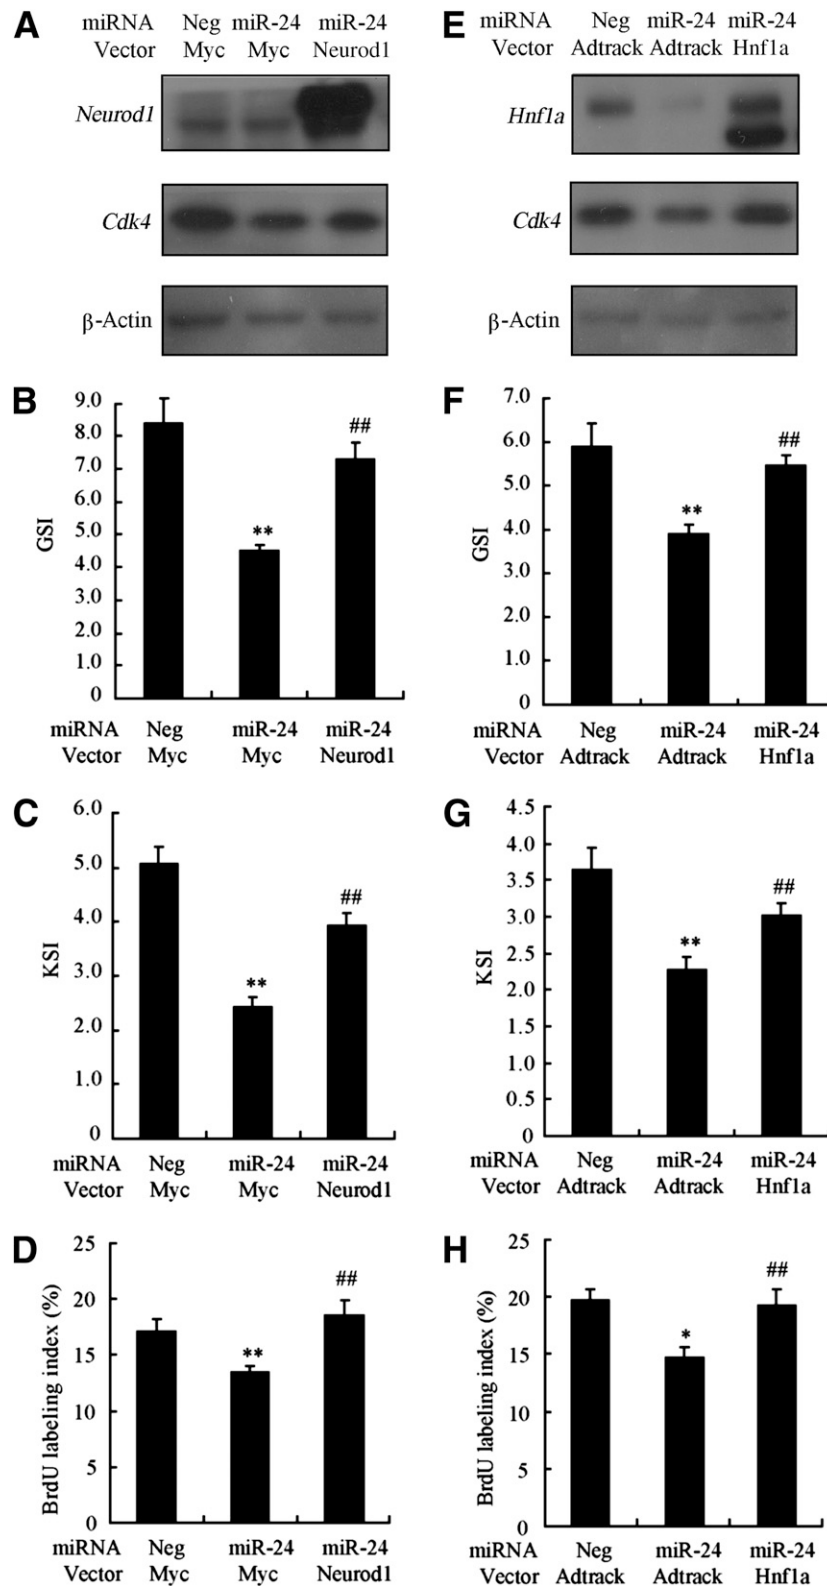 A
miRNA Neg miR-24 miR-24
Vector Myc Myc Neurod1
Neurod1
Cdk4
β-Actin
E
miRNA Neg miR-24 miR-24
Vector Adtrack Adtrack Hnf1a
Hnf1a
Cdk4
β-Actin
B
GSI
9.0
8.0
7.0
6.0
5.0
4.0
3.0
2.0
1.0
0
**
##
miRNA Neg miR-24 miR-24
Vector Myc Myc Neurod1
F
GSI
7.0
6.0
5.0
4.0
3.0
2.0
1.0
0
**
##
miRNA Neg miR-24 miR-24
Vector Adtrack Adtrack Hnf1a
C
KSI
6.0
5.0
4.0
3.0
2.0
1.0
0
**
##
miRNA Neg miR-24 miR-24
Vector Myc Myc Neurod1
G
KSI
4.5
4.0
3.5
3.0
2.5
2.0
1.5
1.0
0.5
0
**
##
miRNA Neg miR-24 miR-24
Vector Adtrack Adtrack Hnf1a
D
BrdU labeling index (%)
25
20
15
10
5
0
**
##
miRNA Neg miR-24 miR-24
Vector Myc Myc Neurod1
H
BrdU labeling index (%)
25
20
15
10
5
0
*
##
miRNA Neg miR-24 miR-24
Vector Adtrack Adtrack Hnf1a